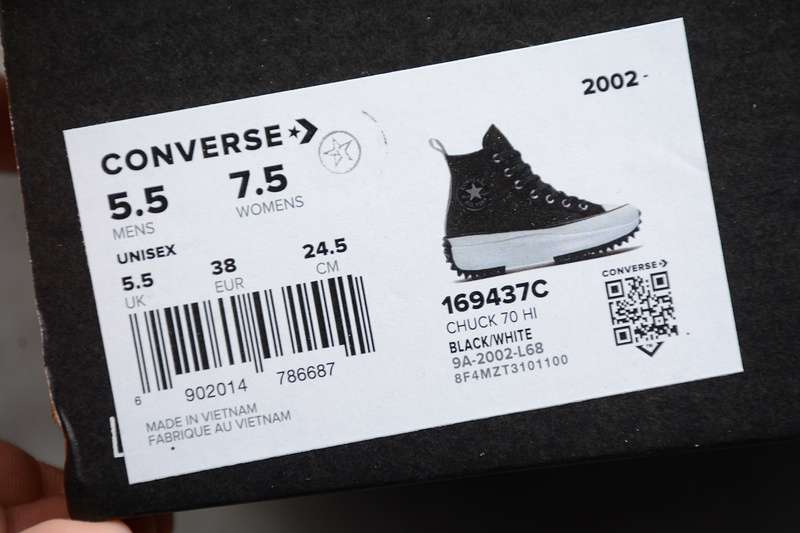 2002-
CONVERSE
5.5 7.5
MENS WOMENS
UNISEX
5.5 38 24.5
UK EUR CM
6 902014 786687
MADE IN VIETNAM
FABRIQUE AU VIETNAM
169437C
CHUCK 70 HI
BLACK/WHITE
9A-2002-L68
8F4MZT3101100
CONVERSE